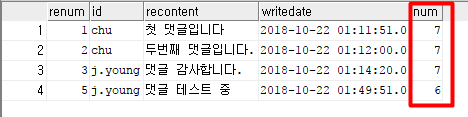 renum id recontent writedate num
1 1 chu 첫 댓글입니다 2018-10-22 01:11:51.0 7
2 2 chu 두번째 댓글입니다. 2018-10-22 01:12:00.0 7
3 3 j.young 댓글 감사합니다. 2018-10-22 01:14:20.0 7
4 5 j.young 댓글 테스트 중 2018-10-22 01:49:51.0 6